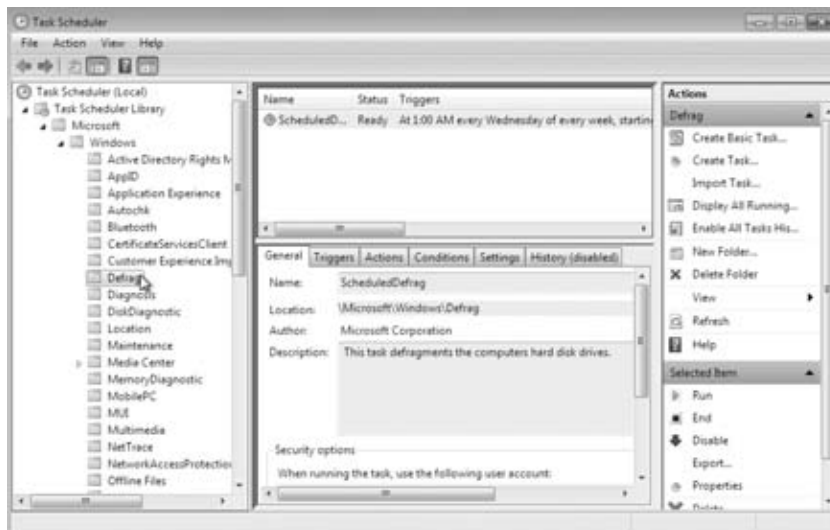 Task Scheduler
File Action View Help
Task Scheduler (Local)
Task Scheduler Library
Microsoft
Windows
Active Directory Rights M
AppID
Application Experience
Autochk
Bluetooth
CertificateServicesClient
Customer Experience Imp
Defrag
Diagnosis
DiskDiagnostic
Location
Maintenance
Media Center
MemoryDiagnostic
MobilePC
MUI
Multimedia
NetTrace
NetworkAccessProtection
Offline Files
Name Status Triggers
ScheduledD... Ready At 1:00 AM every Wednesday of every week, starting
General Triggers Actions Conditions Settings History (disabled)
Name: ScheduledDefrag
Location: \Microsoft\Windows\Defrag
Author: Microsoft Corporation
Description: This task defragments the computers hard disk drives.
Security options
When running the task, use the following user account:
Actions
Defrag
Create Basic Task...
Create Task...
Import Task...
Display All Running...
Enable All Tasks His...
New Folder...
Delete Folder
View
Refresh
Help
Selected Item
Run
End
Disable
Export...
Properties
Delete